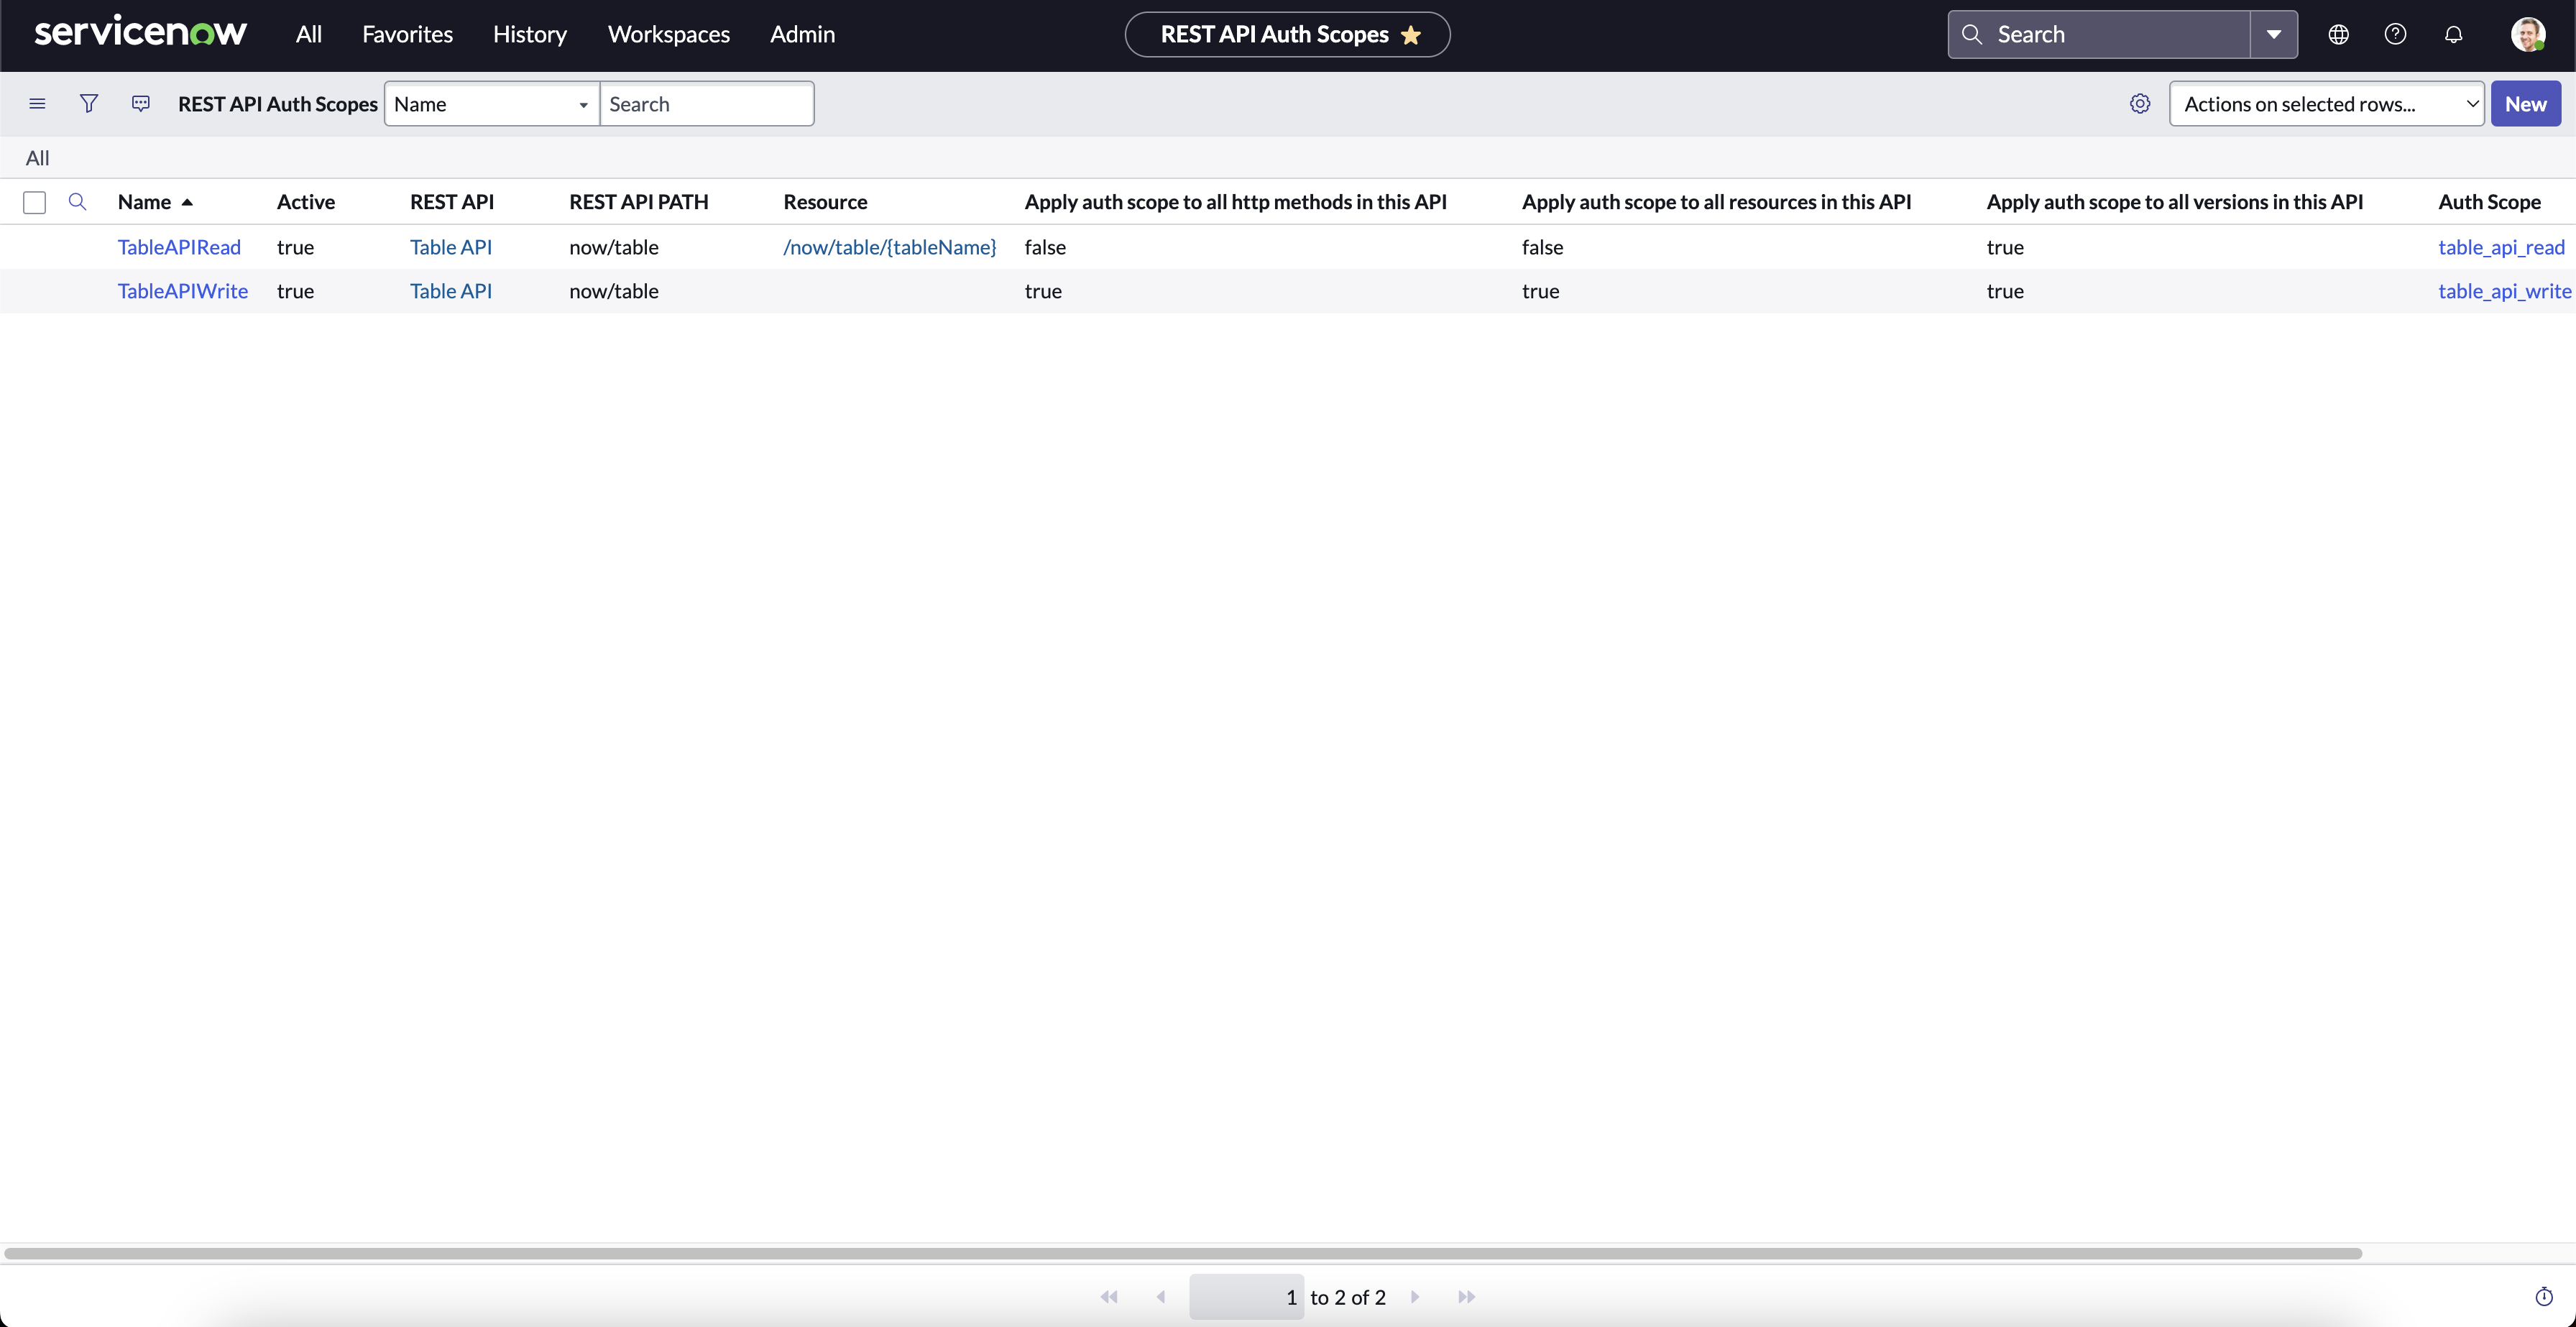 servicenow All Favorites History Workspaces Admin REST API Auth Scopes Search
REST API Auth Scopes Name Search Actions on selected rows... New
All
Name Active REST API REST API PATH Resource Apply auth scope to all http methods in this API Apply auth scope to all resources in this API Apply auth scope to all versions in this API Auth Scope
TableAPIRead true Table API now/table /now/table/{tableName} false false true table_api_read
TableAPIWrite true Table API now/table true true true table_api_write
1 to 2 of 2